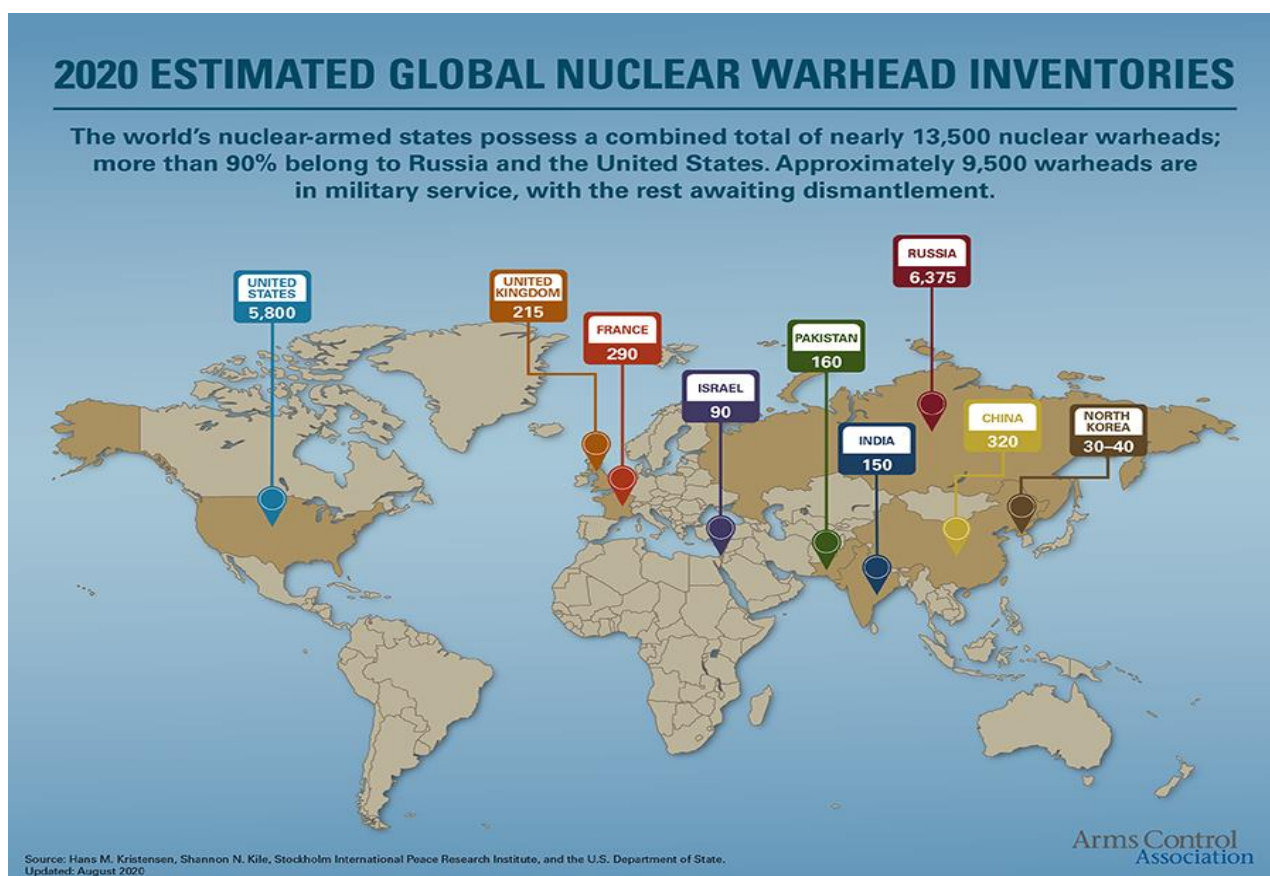 2020 ESTIMATED GLOBAL NUCLEAR WARHEAD INVENTORIES
The world's nuclear-armed states possess a combined total of nearly 13,500 nuclear warheads;
more than 90% belong to Russia and the United States. Approximately 9,500 warheads are
in military service, with the rest awaiting dismantlement.
RUSSIA
6,375
UNITED
STATES
5,800
UNITED
KINGDOM
215
FRANCE
290
PAKISTAN
160
ISRAEL
90
INDIA
150
CHINA
320
NORTH
KOREA
30–40
Source: Hans M. Kristensen, Shannon N. Kile, Stockholm International Peace Research Institute, and the U.S. Department of State.
Updated: August 2020
Arms Control
Association